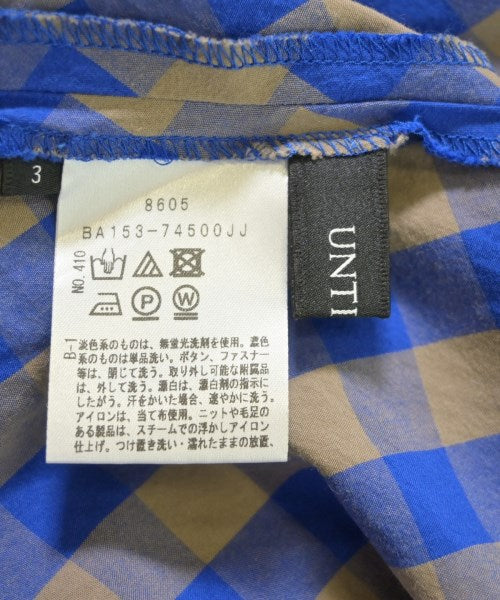 3
8605
BA153-74500JJ
NO.410
B-1
淡色系のものは、無蛍光洗剤を使用。濃色
系のものは単品洗い。ボタン、ファスナー
等は、閉じて洗う。取り外し可能な附属品
は、外して洗う。漂白は、漂白剤の指示に
したがう。汗をかいた場合、速やかに洗う。
アイロンは、当て布使用。ニットや毛足の
ある製品は、スチームでの浮かしアイロン
仕上げ。つけ置き洗い・濡れたままの放置、
UNTI